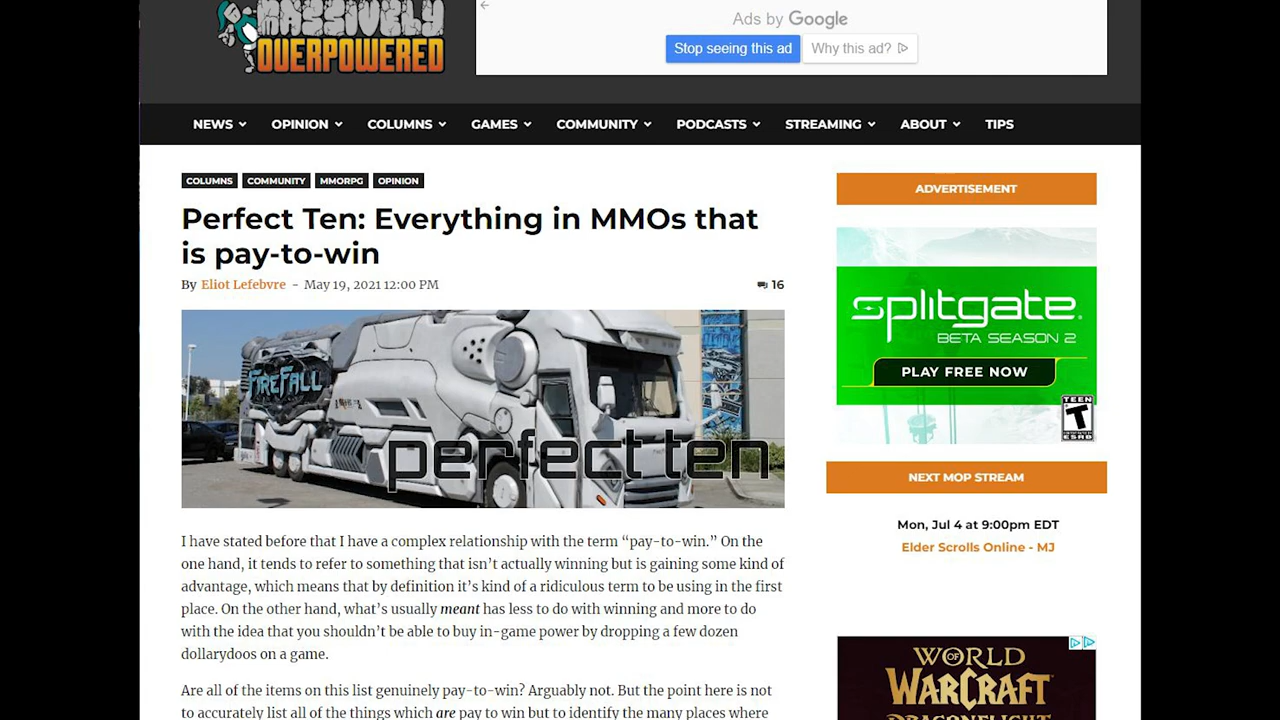 MASSIVELY
OVERPOWERED
Ads by Google
Stop seeing this ad
Why this ad?
NEWS OPINION COLUMNS GAMES COMMUNITY PODCASTS STREAMING ABOUT TIPS
COLUMNS COMMUNITY MMORPG OPINION
Perfect Ten: Everything in MMOs that
is pay-to-win
By Eliot Lefebvre - May 19, 2021 12:00 PM
16
FIREFALL
perfect ten
I have stated before that I have a complex relationship with the term “pay-to-win.” On the
one hand, it tends to refer to something that isn’t actually winning but is gaining some kind of
advantage, which means that by definition it’s kind of a ridiculous term to be using in the first
place. On the other hand, what’s usually meant has less to do with winning and more to do
with the idea that you shouldn’t be able to buy in-game power by dropping a few dozen
dollarydoos on a game.
Are all of the items on this list genuinely pay-to-win? Arguably not. But the point here is not
to accurately list all of the things which are pay to win but to identify the many places where
ADVERTISEMENT
splitgate
BETA SEASON 2
PLAY FREE NOW
TEEN
T
ESRB
NEXT MOP STREAM
Mon, Jul 4 at 9:00pm EDT
Elder Scrolls Online - MJ
WORLD
OF
WARCRAFT
DRAGONFLIGHT